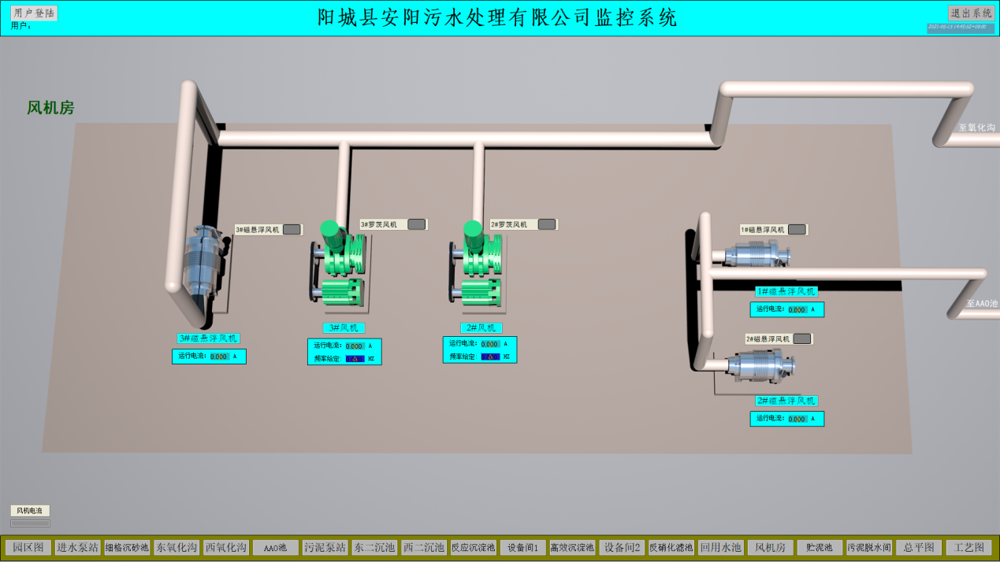 用户登陆
阳城县安阳污水处理有限公司监控系统
退出系统
用户:
风机房
至氧化沟
3#磁悬浮风机
3#罗茨风机
2#罗茨风机
1#磁悬浮风机
1#磁悬浮风机
至AAO池
运行电流: 0.000 A
3#风机
2#风机
3#磁悬浮风机
2#磁悬浮风机
运行电流: 0.000 A
运行电流: 0.000 A
运行电流: 0.000 A
频率给定: HZ
频率给定: HZ
2#磁悬浮风机
运行电流: 0.000 A
风机电流
园区图 进水泵站 细格沉砂池 东氧化沟 西氧化沟 AAO池 污泥泵站 东二沉池 西二沉池 反应沉淀池 设备间1 高效沉淀池 设备间2 反硝化滤池 回用水池 风机房 贮泥池 污泥脱水间 总平图 工艺图